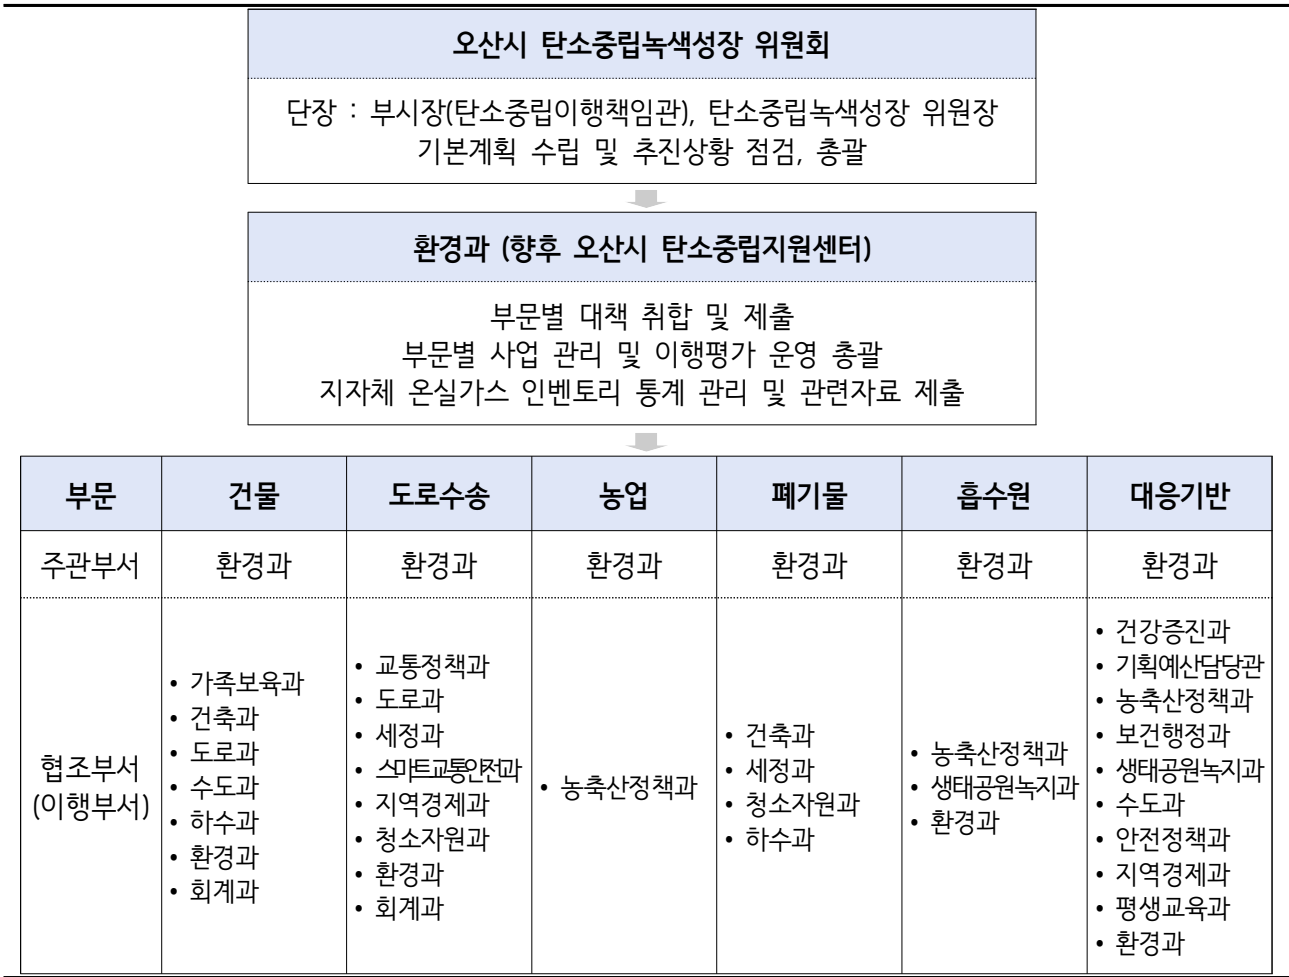 오산시 탄소중립녹색성장 위원회
단장 : 부시장(탄소중립이행책임관), 탄소중립녹색성장 위원장
기본계획 수립 및 추진상황 점검, 총괄
환경과 (향후 오산시 탄소중립지원센터)
부문별 대책 취합 및 제출
부문별 사업 관리 및 이행평가 운영 총괄
지자체 온실가스 인벤토리 통계 관리 및 관련자료 제출
부문 건물 도로수송 농업 폐기물 흡수원 대응기반
주관부서 환경과 환경과 환경과 환경과 환경과 환경과
협조부서
(이행부서)
• 가족보육과
• 건축과
• 도로과
• 수도과
• 하수과
• 환경과
• 회계과
• 교통정책과
• 도로과
• 세정과
• 스마트교통안전과
• 지역경제과
• 청소자원과
• 환경과
• 회계과
• 농축산정책과
• 건축과
• 세정과
• 청소자원과
• 하수과
• 농축산정책과
• 생태공원녹지과
• 환경과
• 건강증진과
• 기획예산담당관
• 농축산정책과
• 보건행정과
• 생태공원녹지과
• 수도과
• 안전정책과
• 지역경제과
• 평생교육과
• 환경과